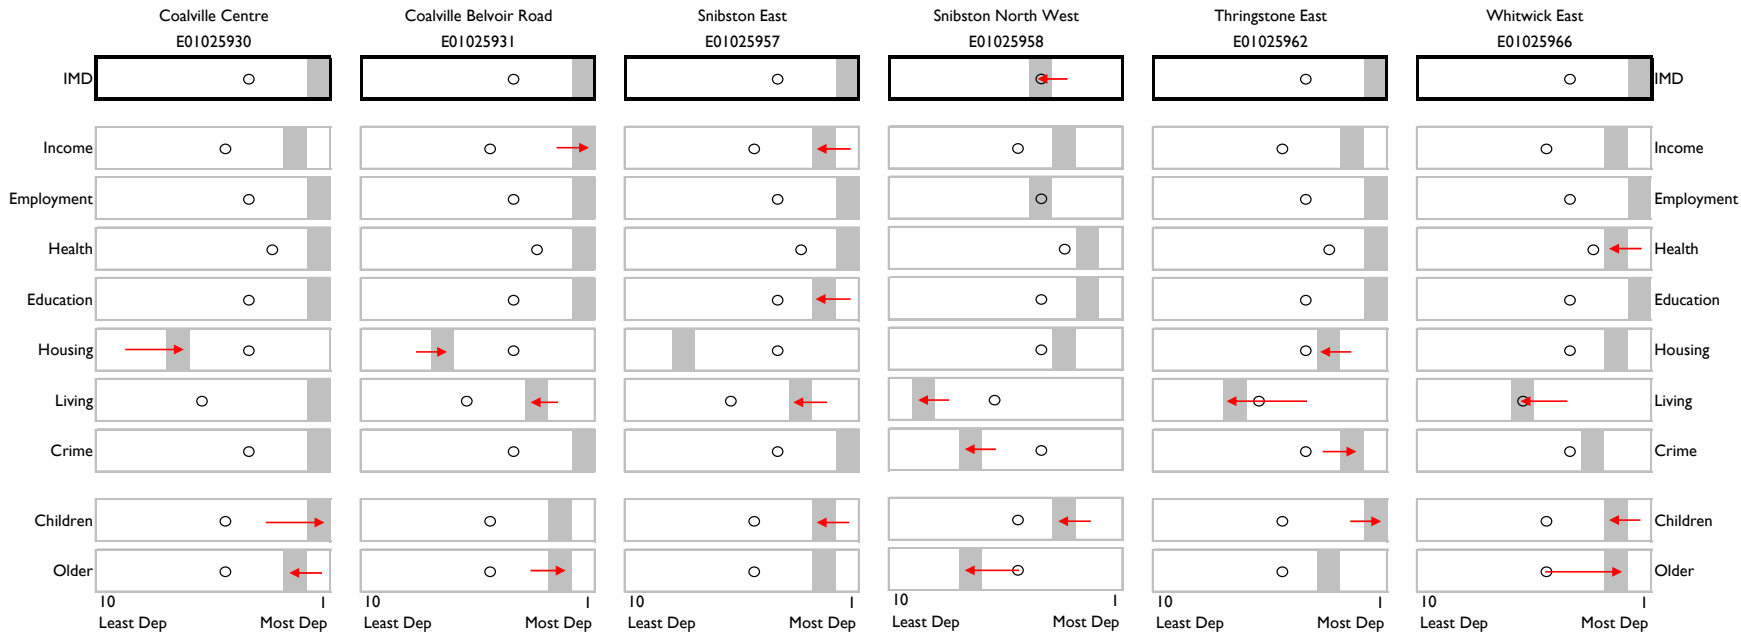 Coalville Centre Coalville Belvoir Road Snibston East Snibston North West Thringstone East Whitwick East
E01025930 E01025931 E01025957 E01025958 E01025962 E01025966
IMD IMD
Income Income
Employment Employment
Health Health
Education Education
Housing Housing
Living Living
Crime Crime
Children Children
Older Older
10 1 10 1 10 1 10 1 10 1 10 1
Least Dep Most Dep Least Dep Most Dep Least Dep Most Dep Least Dep Most Dep Least Dep Most Dep Least Dep Most Dep